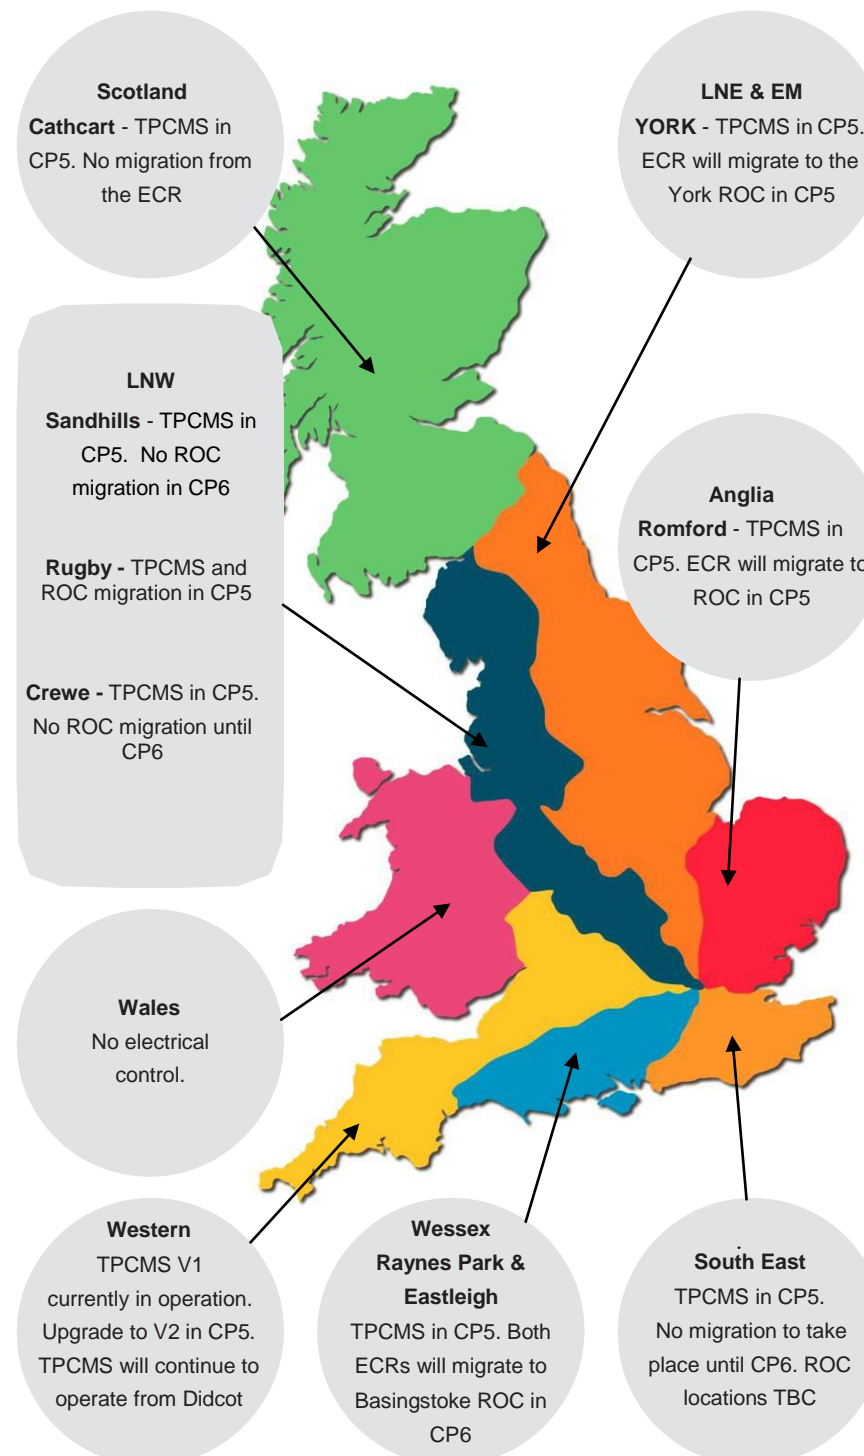 Scotland
Cathcart - TPCMS in
CP5. No migration from
the ECR
LNE & EM
YORK - TPCMS in CP5.
ECR will migrate to the
York ROC in CP5
LNW
Sandhills - TPCMS in
CP5. No ROC
migration in CP6
Rugby - TPCMS and
ROC migration in CP5
Crewe - TPCMS in CP5.
No ROC migration until
CP6
Anglia
Romford - TPCMS in
CP5. ECR will migrate to
ROC in CP5
Wales
No electrical
control.
Western
TPCMS V1
currently in operation.
Upgrade to V2 in CP5.
TPCMS will continue to
operate from Didcot
Wessex
Raynes Park &
Eastleigh
TPCMS in CP5. Both
ECRs will migrate to
Basingstoke ROC in
CP6
South East
TPCMS in CP5.
No migration to take
place until CP6. ROC
locations TBC